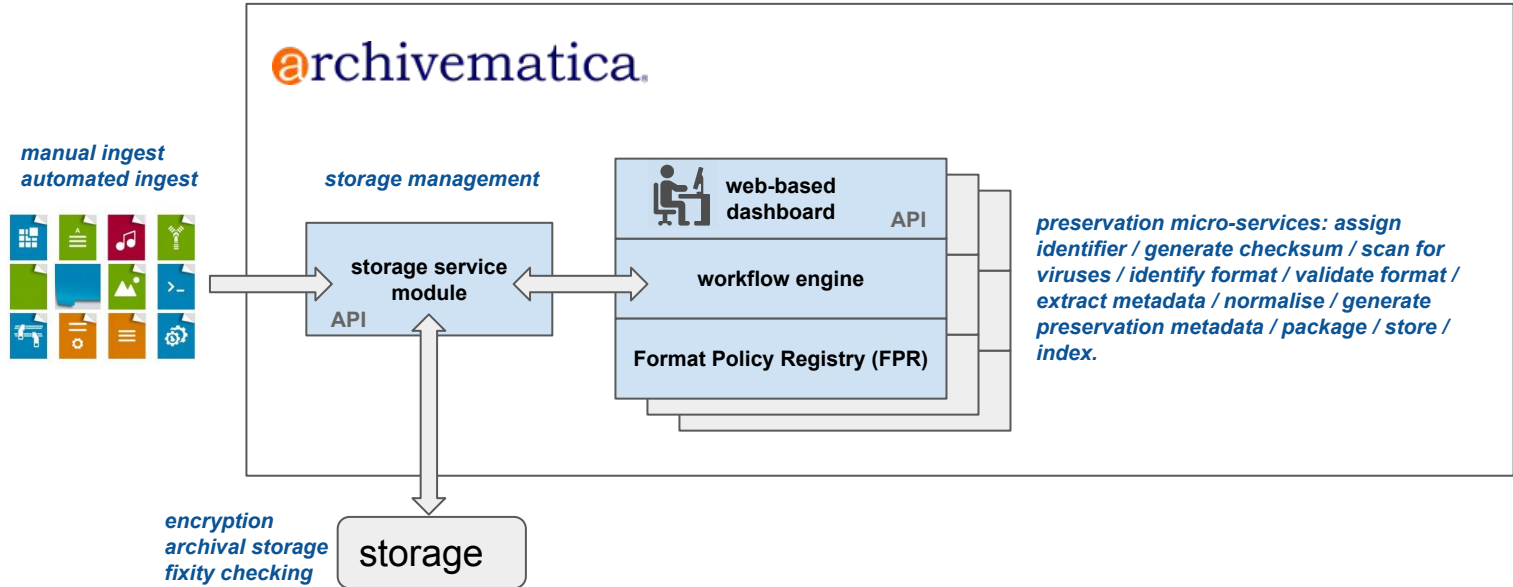 archivematica®
manual ingest
automated ingest
storage management
storage service
module
API
web-based
dashboard
API
workflow engine
Format Policy Registry (FPR)
preservation micro-services: assign
identifier / generate checksum / scan for
viruses / identify format / validate format /
extract metadata / normalise / generate
preservation metadata / package / store /
index.
encryption
archival storage
fixity checking
storage